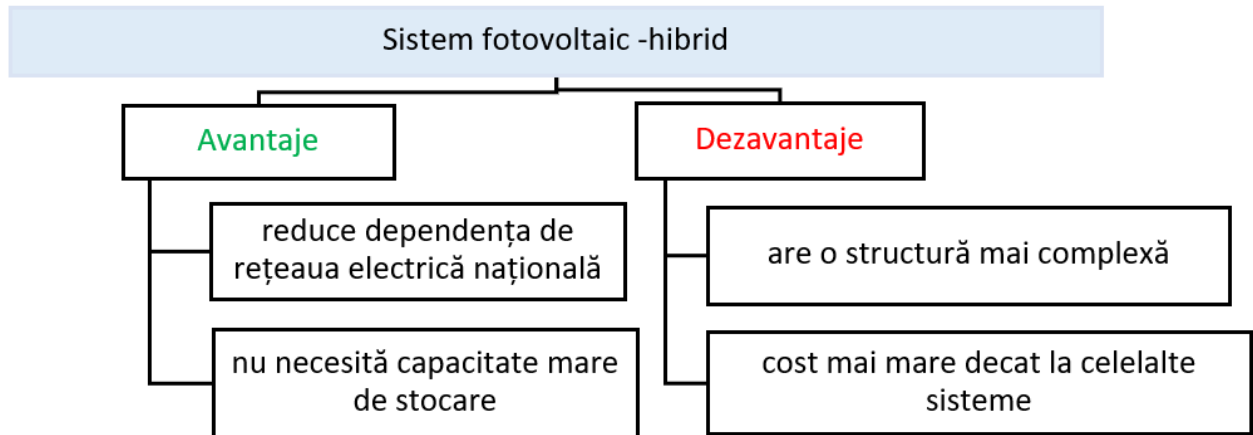 Sistem fotovoltaic -hibrid
Avantaje
reduce dependența de
rețeaua electrică națională
nu necesită capacitate mare
de stocare
Dezavantaje
are o structură mai complexă
cost mai mare decat la celelalte
sisteme